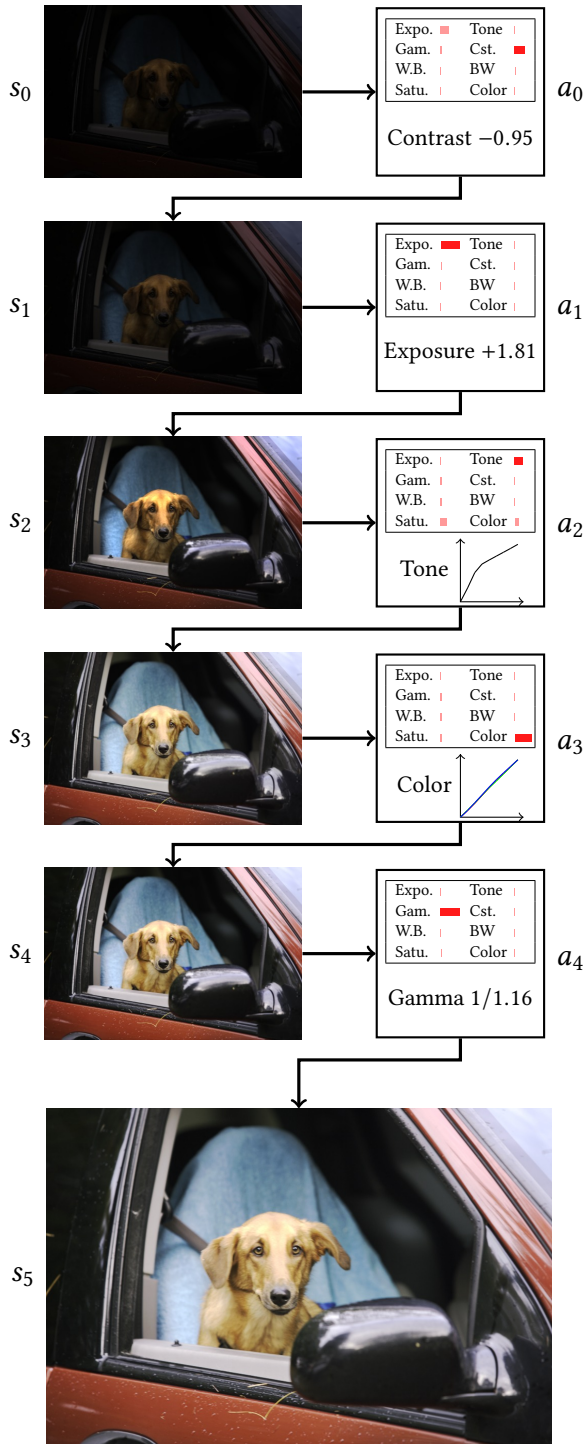 s0 a0
Expo. Tone
Gam. Cst.
W.B. BW
Satu. Color
Contrast −0.95
s1 a1
Expo. Tone
Gam. Cst.
W.B. BW
Satu. Color
Exposure +1.81
s2 a2
Expo. Tone
Gam. Cst.
W.B. BW
Satu. Color
Tone
s3 a3
Expo. Tone
Gam. Cst.
W.B. BW
Satu. Color
Color
s4 a4
Expo. Tone
Gam. Cst.
W.B. BW
Satu. Color
Gamma 1/1.16
s5